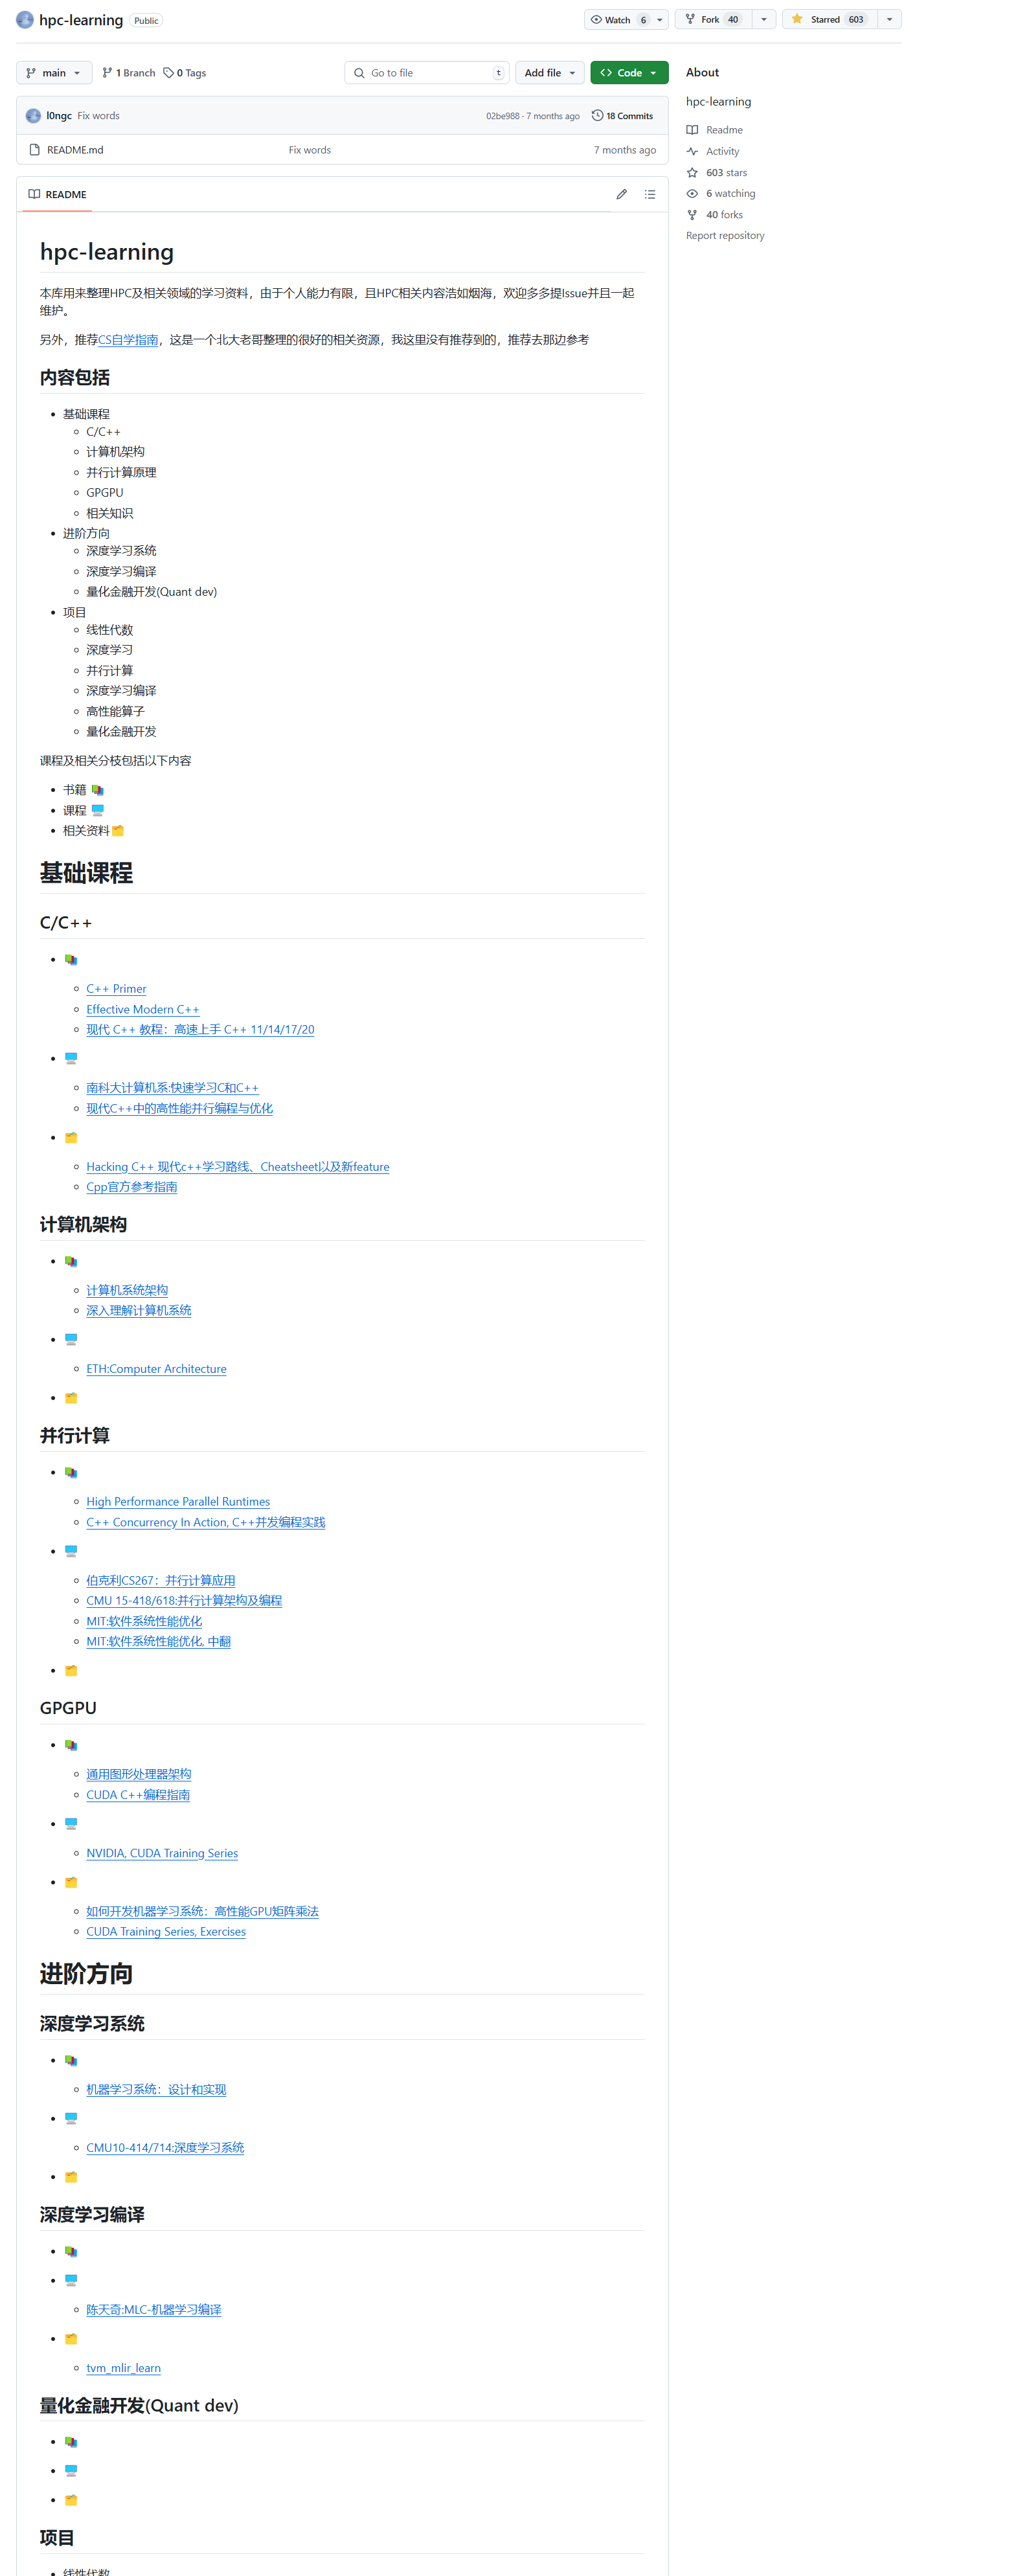 hpc-learning Public
Watch 6
Fork 40
Starred 603
main
1 Branch
0 Tags
Go to file t
Add file
Code
l0ngc Fix words
02be988 · 7 months ago
18 Commits
README.md Fix words 7 months ago
About
hpc-learning
Readme
Activity
603 stars
6 watching
40 forks
Report repository
README
hpc-learning
本库用来整理HPC及相关领域的学习资料，由于个人能力有限，且HPC相关内容浩如烟海，欢迎多多提Issue并且一起
维护。
另外，推荐CS自学指南，这是一个北大老哥整理的很好的相关资源，我这里没有推荐到的，推荐去那边参考
内容包括
基础课程
C/C++
计算机架构
并行计算原理
GPGPU
相关知识
进阶方向
深度学习系统
深度学习编译
量化金融开发(Quant dev)
项目
线性代数
深度学习
并行计算
深度学习编译
高性能算子
量化金融开发
课程及相关分枝包括以下内容
书籍 📚
课程 🖥️
相关资料🗂️
基础课程
C/C++
📚
C++ Primer
Effective Modern C++
现代 C++ 教程：高速上手 C++ 11/14/17/20
🖥️
南科大计算机系:快速学习C和C++
现代C++中的高性能并行编程与优化
🗂️
Hacking C++ 现代c++学习路线、Cheatsheet以及新feature
Cpp官方参考指南
计算机架构
📚
计算机系统架构
深入理解计算机系统
🖥️
ETH:Computer Architecture
🗂️
并行计算
📚
High Performance Parallel Runtimes
C++ Concurrency In Action, C++并发编程实践
🖥️
伯克利CS267：并行计算应用
CMU 15-418/618:并行计算架构及编程
MIT:软件系统性能优化
MIT:软件系统性能优化, 中翻
🗂️
GPGPU
📚
通用图形处理器架构
CUDA C++编程指南
🖥️
NVIDIA, CUDA Training Series
🗂️
如何开发机器学习系统：高性能GPU矩阵乘法
CUDA Training Series, Exercises
进阶方向
深度学习系统
📚
机器学习系统：设计和实现
🖥️
CMU10-414/714:深度学习系统
🗂️
深度学习编译
📚
🖥️
陈天奇:MLC-机器学习编译
🗂️
tvm_mlir_learn
量化金融开发(Quant dev)
📚
🖥️
🗂️
项目
线性代数